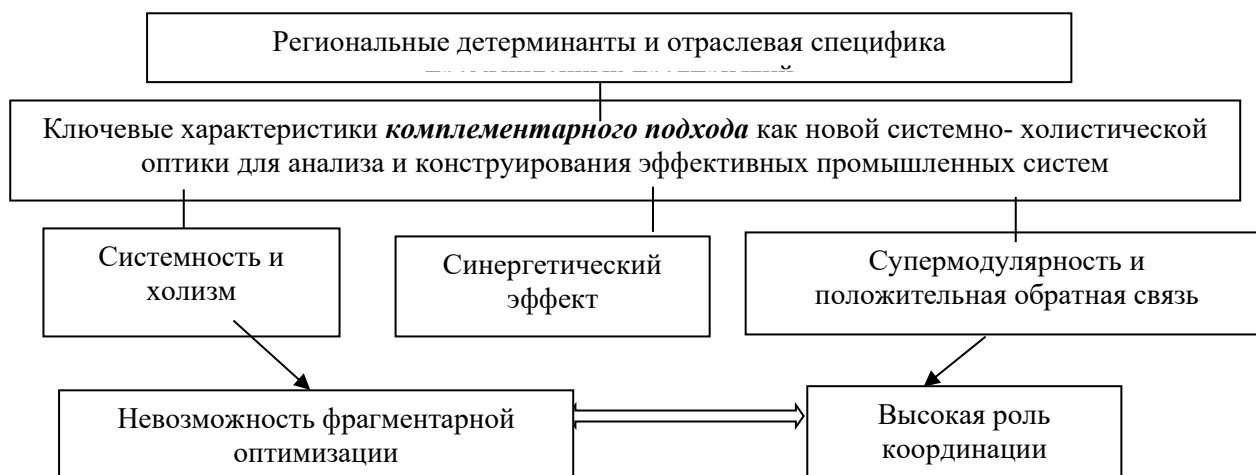 Региональные детерминанты и отраслевая специфика
Ключевые характеристики комплементарного подхода как новой системно- холистической
оптики для анализа и конструирования эффективных промышленных систем
Системность и
холизм
Синергетический
эффект
Супермодулярность и
положительная обратная связь
Невозможность фрагментарной
оптимизации
Высокая роль
координации